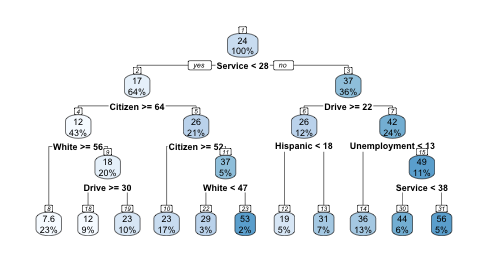 1
24
100%
yes Service < 28 no
2 3
17 37
64% 36%
Citizen >= 64 Drive >= 22
4 5 6 7
12 26 26 42
43% 21% 12% 24%
White >= 56 Citizen >= 52 Hispanic < 18 Unemployment < 13
9 11 15
18 37 49
20% 5% 11%
Drive >= 30 White < 47 Service < 38
8 18 19 10 22 23 12 13 14 30 31
7.6 12 23 23 29 53 19 31 36 44 56
23% 9% 10% 17% 3% 2% 5% 7% 13% 6% 5%